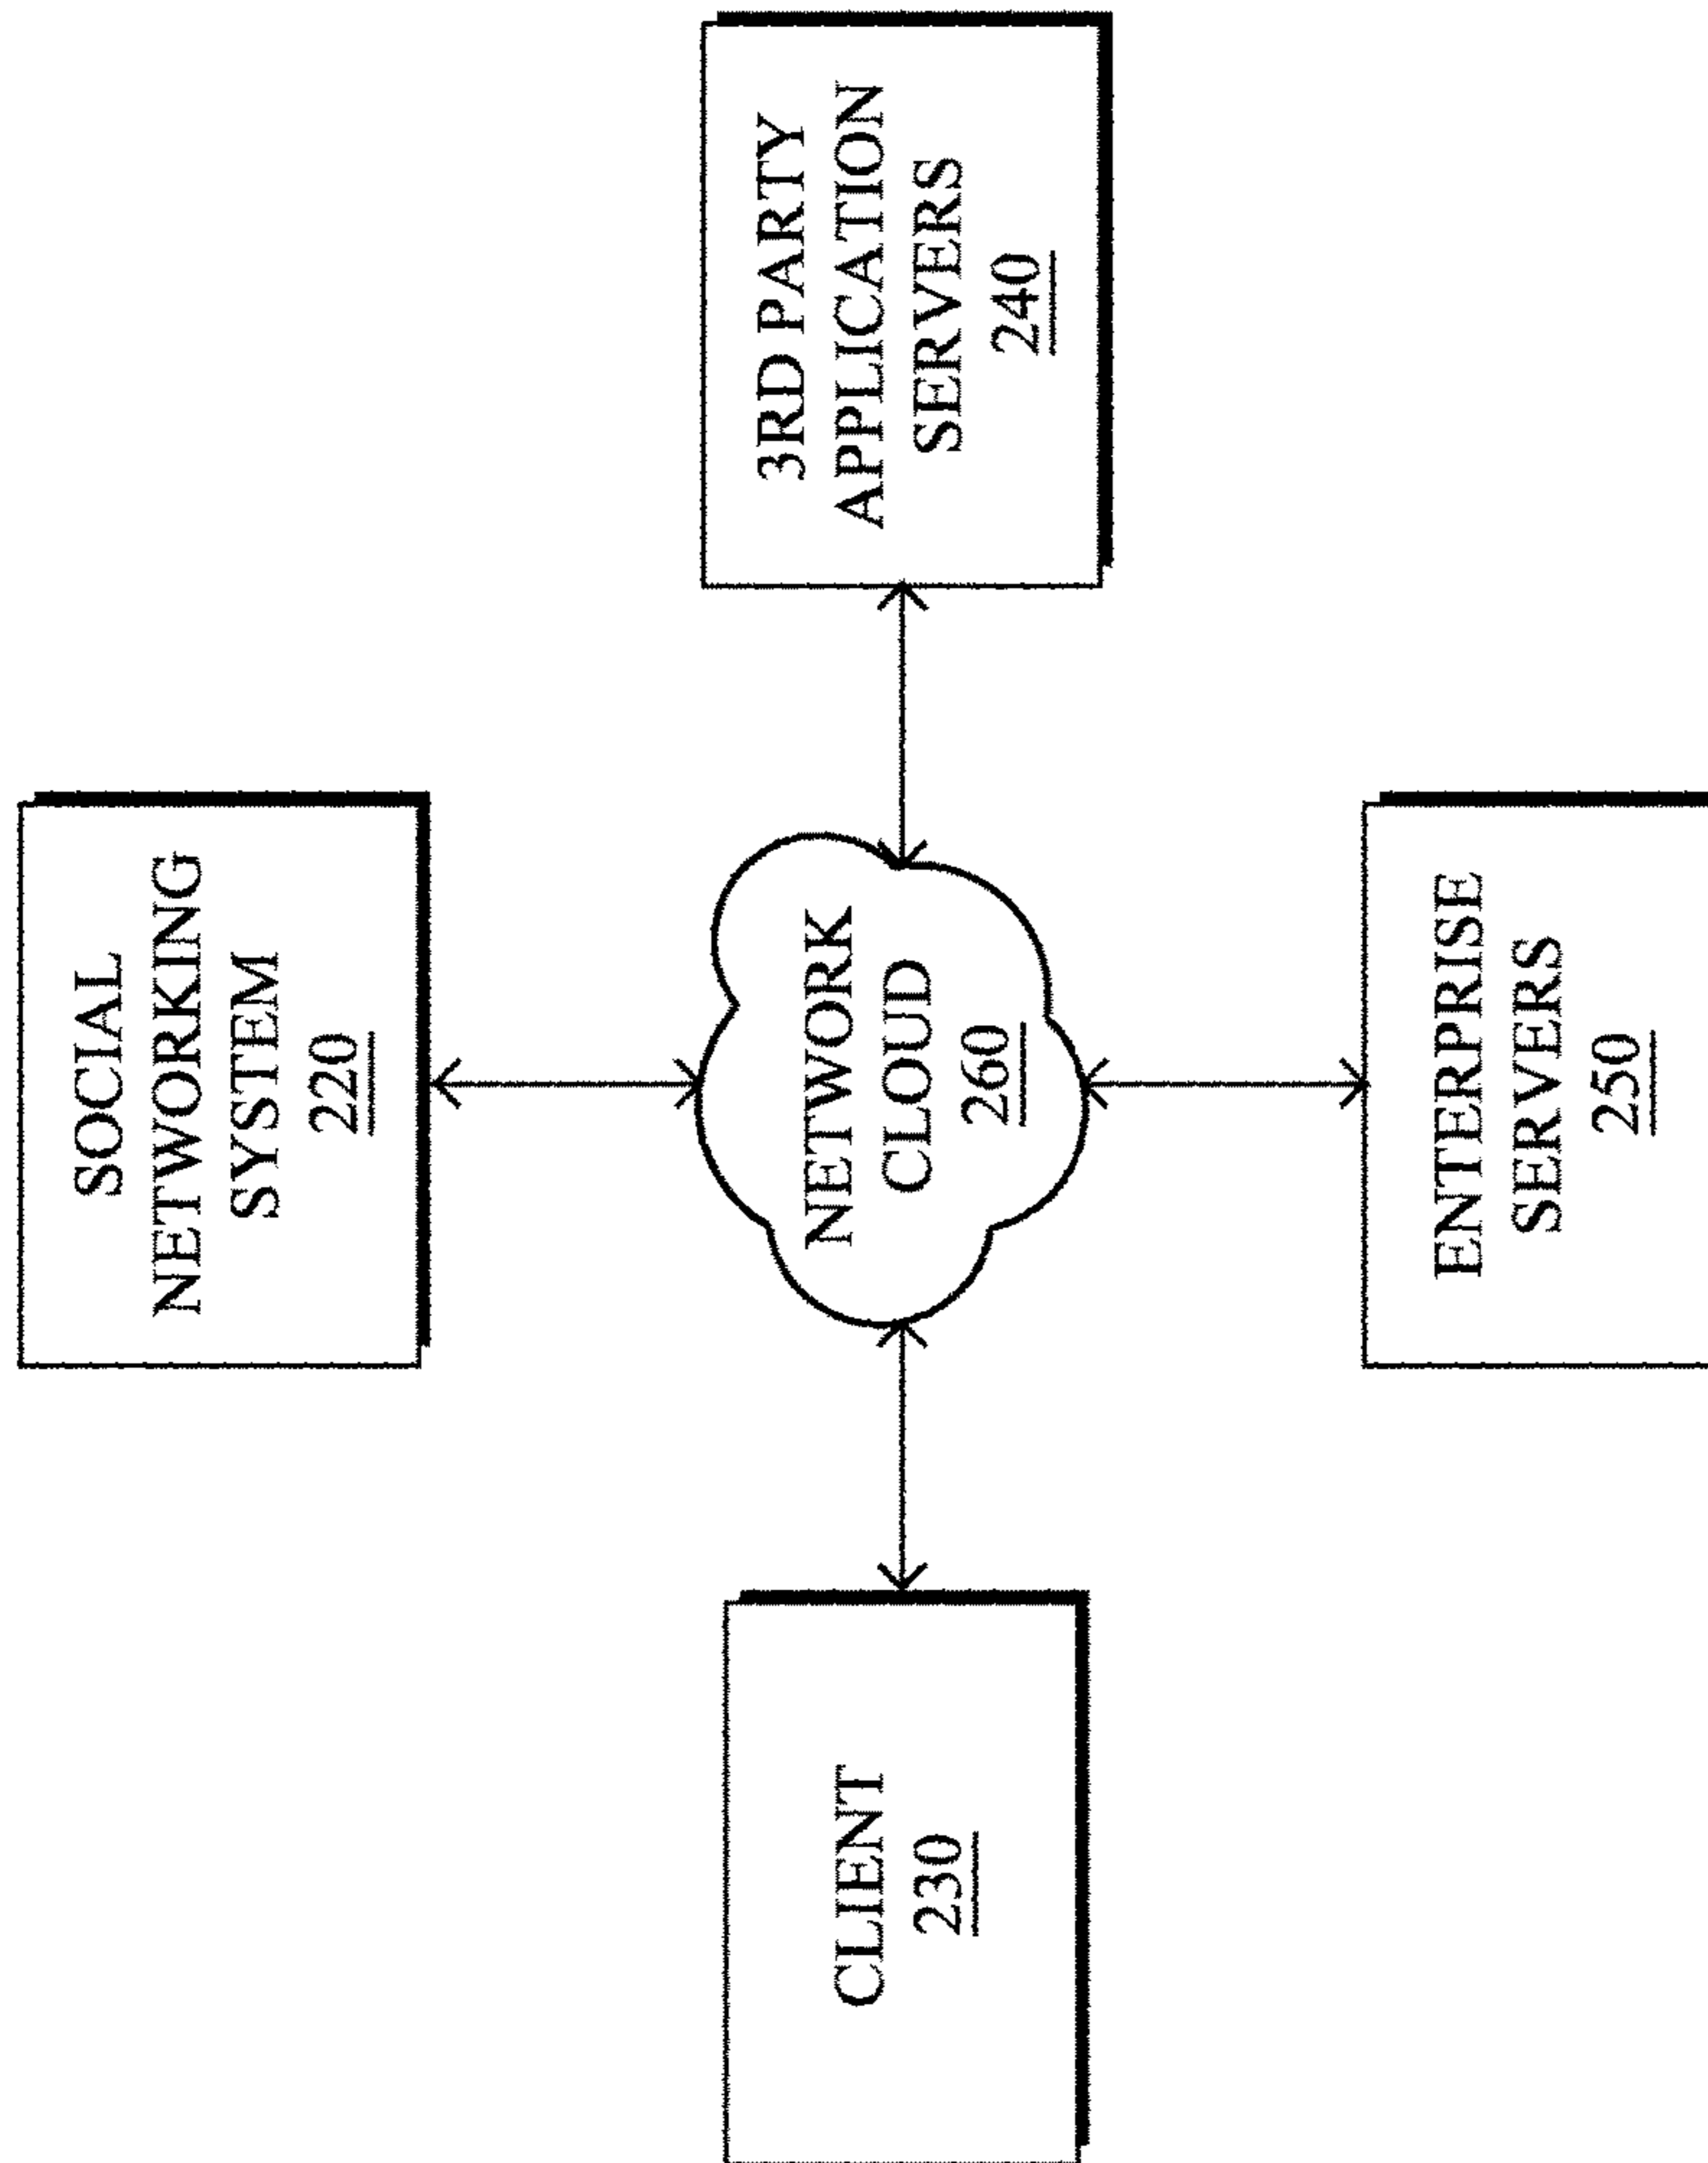 SOCIAL
NETWORKING
SYSTEM
220
CLIENT
230
NETWORK
CLOUD
260
3RD PARTY
APPLICATION
SERVERS
240
ENTERPRISE
SERVERS
250